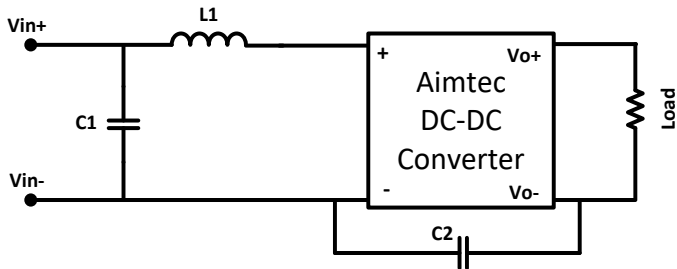 Vin+
L1
+
Vo+
Aimtec
DC-DC
Converter
C1
Load
Vin-
-
Vo-
C2